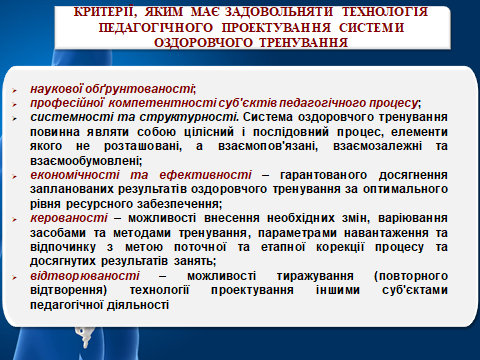 КРИТЕРІЇ, ЯКИМ МАЄ ЗАДОВОЛЬНЯТИ ТЕХНОЛОГІЯ
ПЕДАГОГІЧНОГО ПРОЕКТУВАННЯ СИСТЕМИ
ОЗДОРОВЧОГО ТРЕНУВАННЯ
➢ наукової обґрунтованості;
➢ професійної компетентності суб'єктів педагогічного процесу;
➢ системності та структурності. Система оздоровчого тренування
повинна являти собою цілісний і послідовний процес, елементи
якого не розташовані, а взаємопов'язані, взаємозалежні та
взаємообумовлені;
➢ економічності та ефективності – гарантованого досягнення
запланованих результатів оздоровчого тренування за оптимального
рівня ресурсного забезпечення;
➢ керованості – можливості внесення необхідних змін, варіювання
засобами та методами тренування, параметрами навантаження та
відпочинку з метою поточної та етапної корекції процесу та
досягнутих результатів занять;
➢ відтворюваності – можливості тиражування (повторного
відтворення) технології проектування іншими суб'єктами
педагогічної діяльності